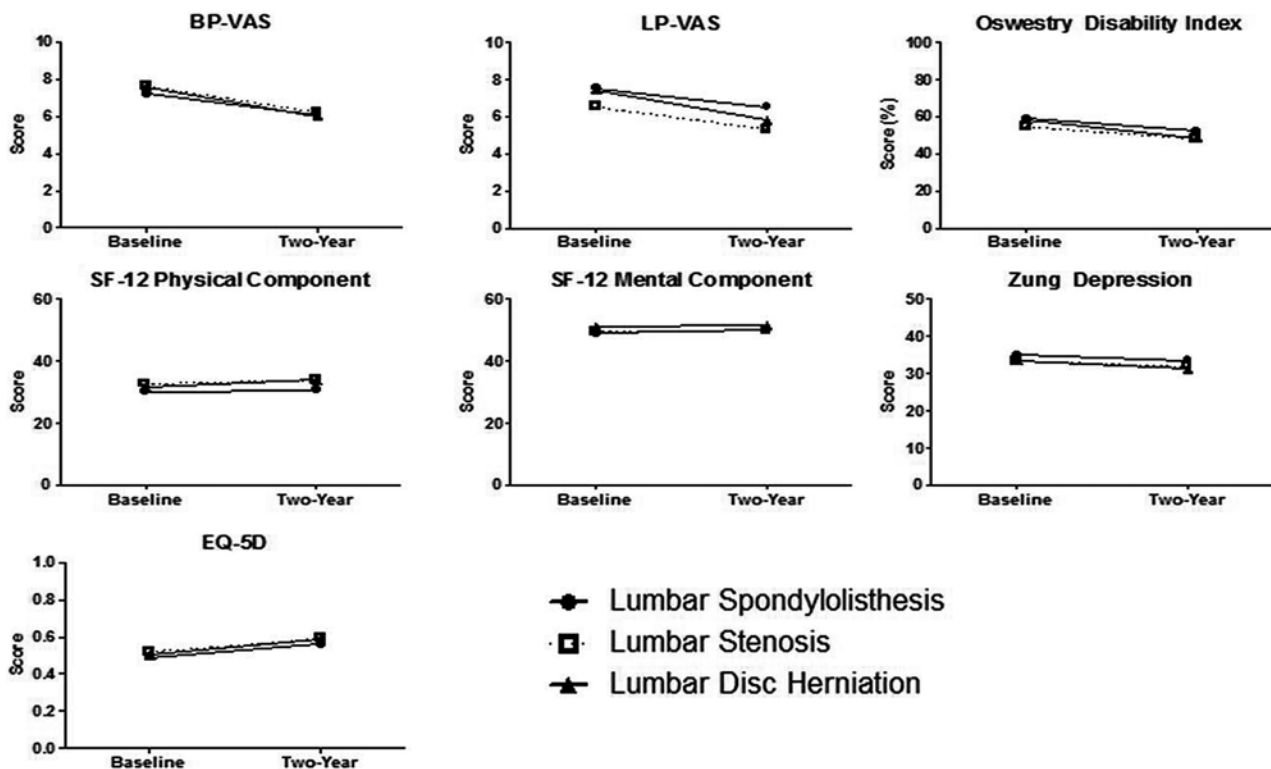 BP-VAS
10
8
6
4
2
0
Score
Baseline
Two-Year
LP-VAS
10
8
6
4
2
0
Score
Baseline
Two-Year
Oswestry Disability Index
100
80
60
40
20
0
Score (%)
Baseline
Two-Year
SF-12 Physical Component
60
40
20
0
Score
Baseline
Two-Year
SF-12 Mental Component
60
40
20
0
Score
Baseline
Two-Year
Zung Depression
50
40
30
20
10
0
Score
Baseline
Two-Year
EQ-5D
1.0
0.8
0.6
0.4
0.2
0.0
Score
Baseline
Two-Year
Lumbar Spondylolisthesis
Lumbar Stenosis
Lumbar Disc Herniation